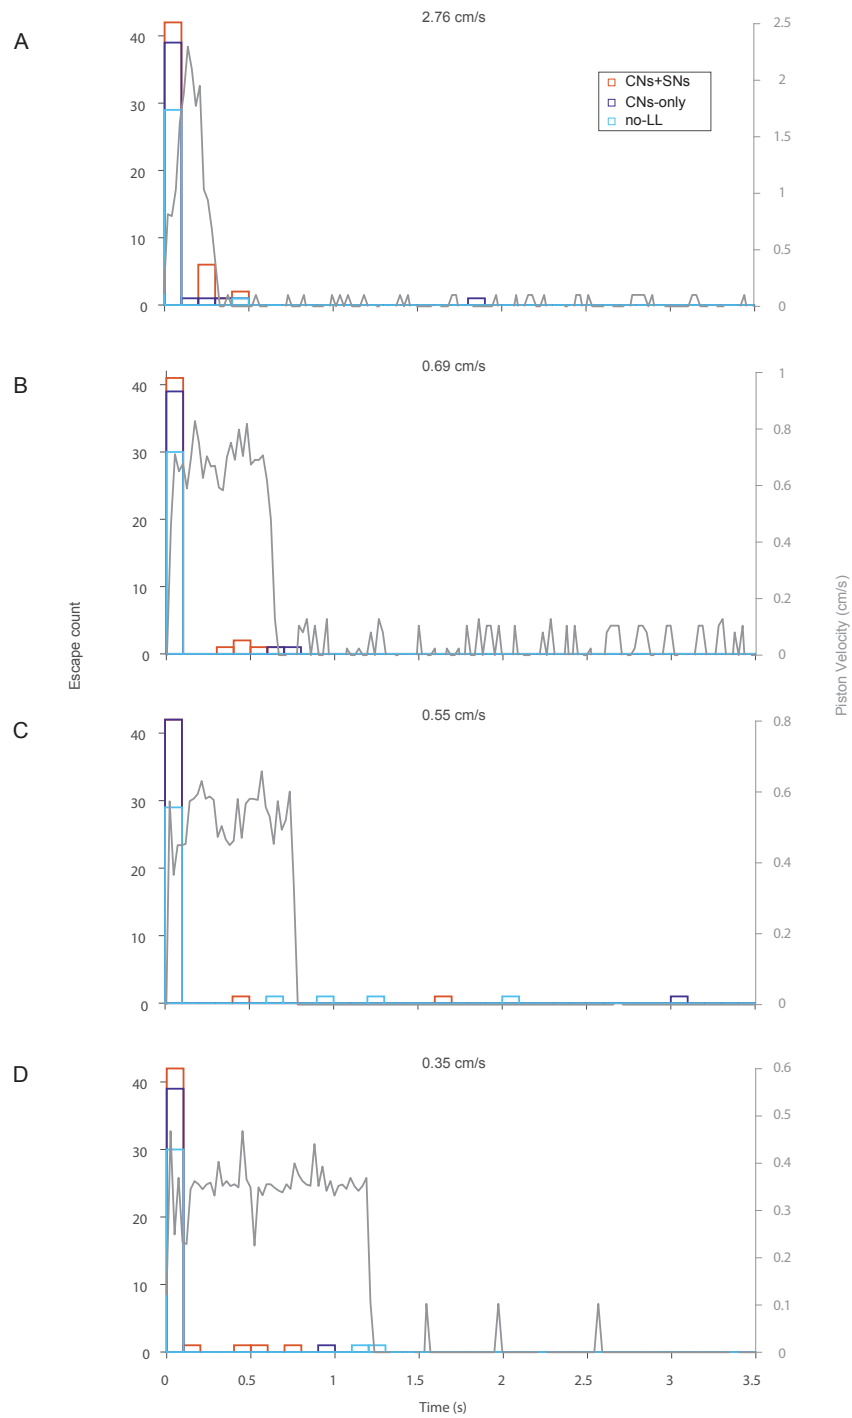 A
2.76 cm/s
40
30
20
10
0
2.5
2
1.5
1
0.5
0
CNs+SNs
CNs-only
no-LL
B
0.69 cm/s
40
30
20
10
0
1
0.8
0.6
0.4
0.2
0
Escape count
Piston Velocity (cm/s)
C
0.55 cm/s
40
30
20
10
0
0.8
0.6
0.4
0.2
0
D
0.35 cm/s
40
30
20
10
0
0.6
0.5
0.4
0.3
0.2
0.1
0
0 0.5 1 1.5 2 2.5 3 3.5
Time (s)